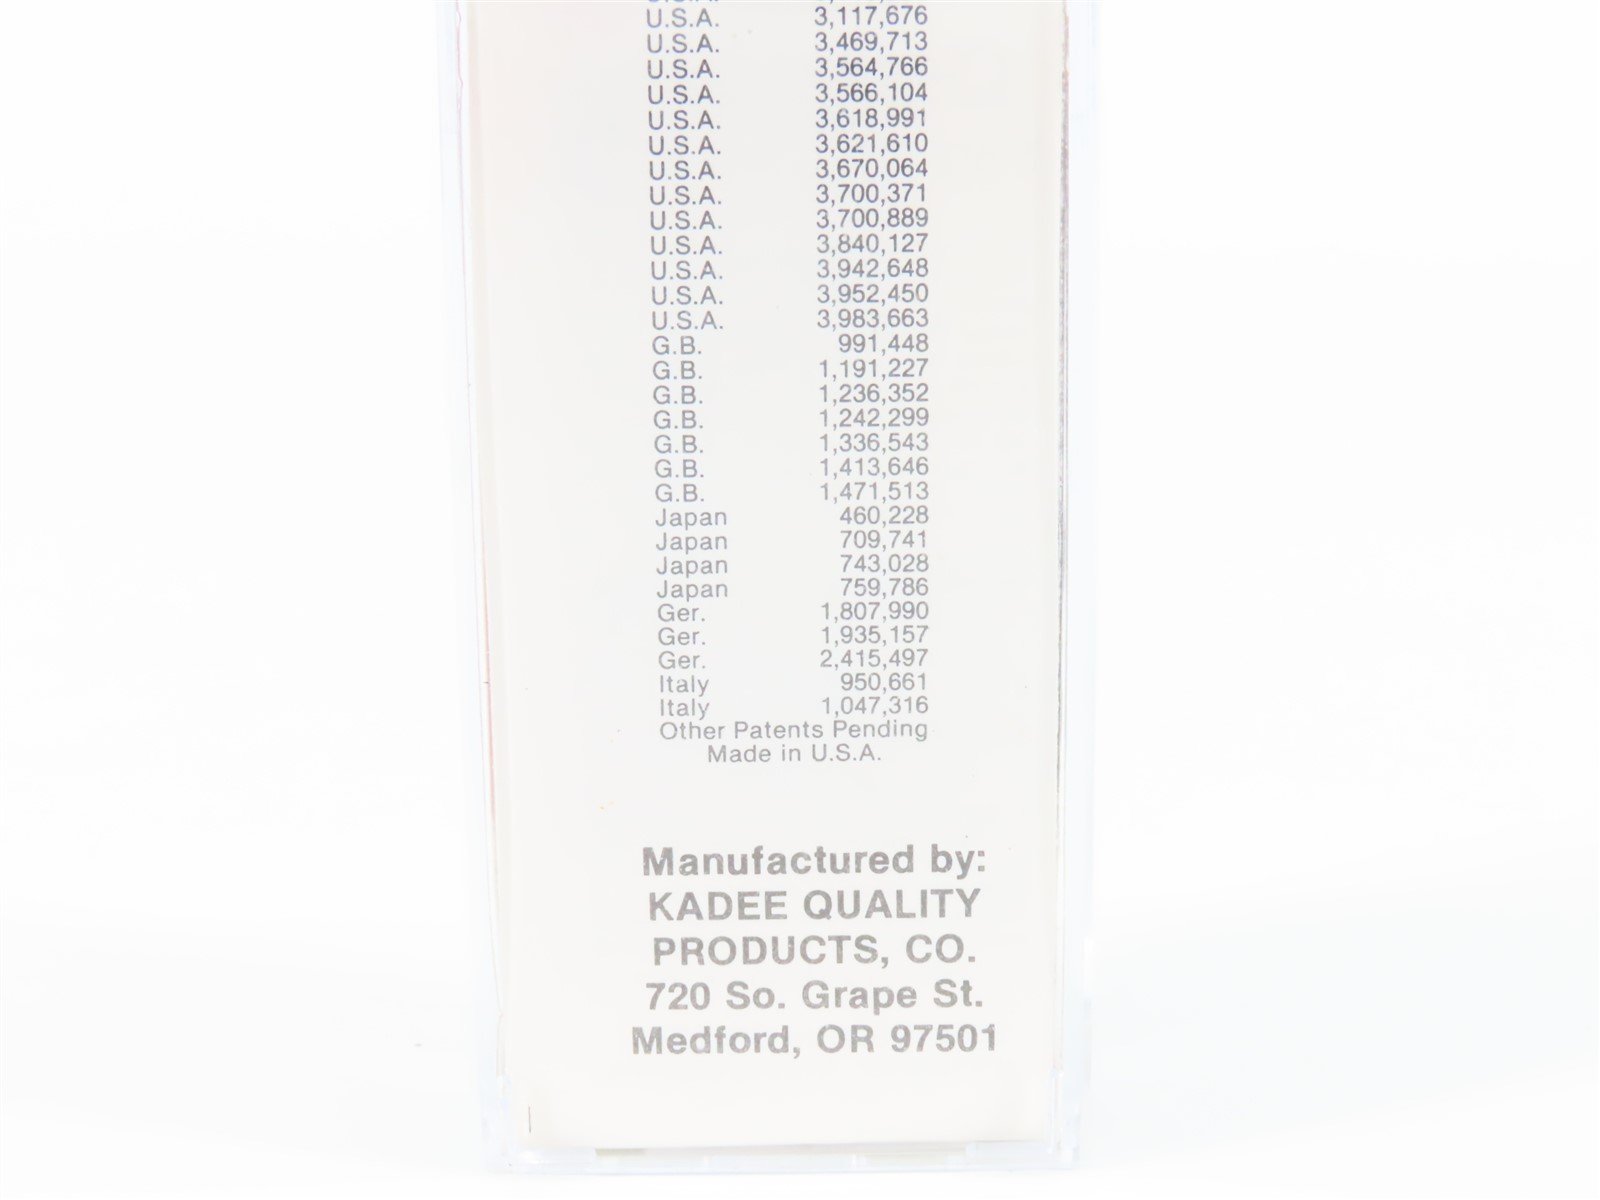 U.S.A. 3,117,676
U.S.A. 3,469,713
U.S.A. 3,564,766
U.S.A. 3,566,104
U.S.A. 3,618,991
U.S.A. 3,621,610
U.S.A. 3,670,064
U.S.A. 3,700,371
U.S.A. 3,700,889
U.S.A. 3,840,127
U.S.A. 3,942,648
U.S.A. 3,952,450
U.S.A. 3,983,663
G.B. 991,448
G.B. 1,191,227
G.B. 1,236,352
G.B. 1,242,299
G.B. 1,336,543
G.B. 1,413,646
G.B. 1,471,513
Japan 460,228
Japan 709,741
Japan 743,028
Japan 759,786
Ger. 1,807,990
Ger. 1,935,157
Ger. 2,415,497
Italy 950,661
Italy 1,047,316
Other Patents Pending
Made in U.S.A.
Manufactured by:
KADEE QUALITY
PRODUCTS, CO.
720 So. Grape St.
Medford, OR 97501